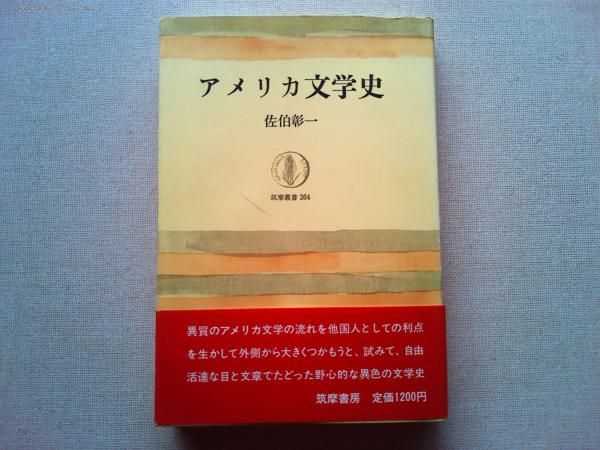 アメリカ文学史
佐伯彰一
筑摩叢書 264
異質のアメリカ文学の流れを他国人としての利点
を生かして外側から大きくつかもうと、試みて、自由
活達な目と文章でたどった野心的な異色の文学史
筑摩書房 定価1200円